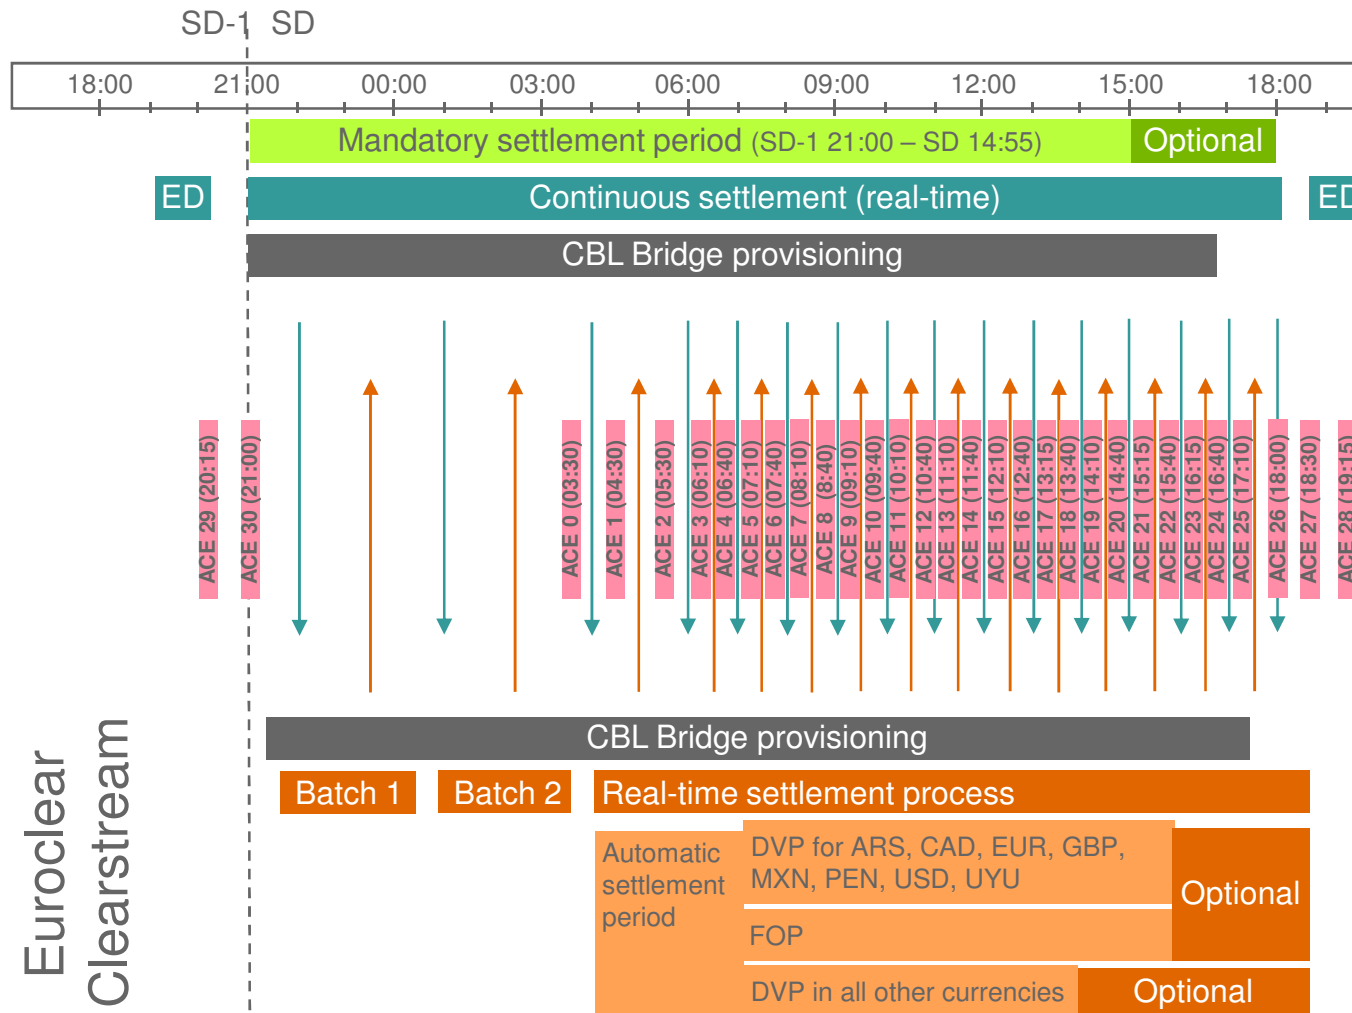 SD-1 SD
18:00 21:00 00:00 03:00 06:00 09:00 12:00 15:00 18:00
Mandatory settlement period (SD-1 21:00 – SD 14:55) Optional
ED Continuous settlement (real-time) ED
CBL Bridge provisioning
ACE 29 (20:15)
ACE 30 (21:00)
ACE 0 (03:30)
ACE 1 (04:30)
ACE 2 (05:30)
ACE 3 (06:10)
ACE 4 (06:40)
ACE 5 (07:10)
ACE 6 (07:40)
ACE 7 (08:10)
ACE 8 (8:40)
ACE 9 (09:10)
ACE 10 (09:40)
ACE 11 (10:10)
ACE 12 (10:40)
ACE 13 (11:10)
ACE 14 (11:40)
ACE 15 (12:10)
ACE 16 (12:40)
ACE 17 (13:15)
ACE 18 (13:40)
ACE 19 (14:10)
ACE 20 (14:40)
ACE 21 (15:15)
ACE 22 (15:40)
ACE 23 (16:15)
ACE 24 (16:40)
ACE 25 (17:10)
ACE 26 (18:00)
ACE 27 (18:30)
ACE 28 (19:15)
Euroclear
Clearstream
CBL Bridge provisioning
Batch 1 Batch 2 Real-time settlement process
Automatic
settlement
period
DVP for ARS, CAD, EUR, GBP,
MXN, PEN, USD, UYU
Optional
FOP
DVP in all other currencies Optional